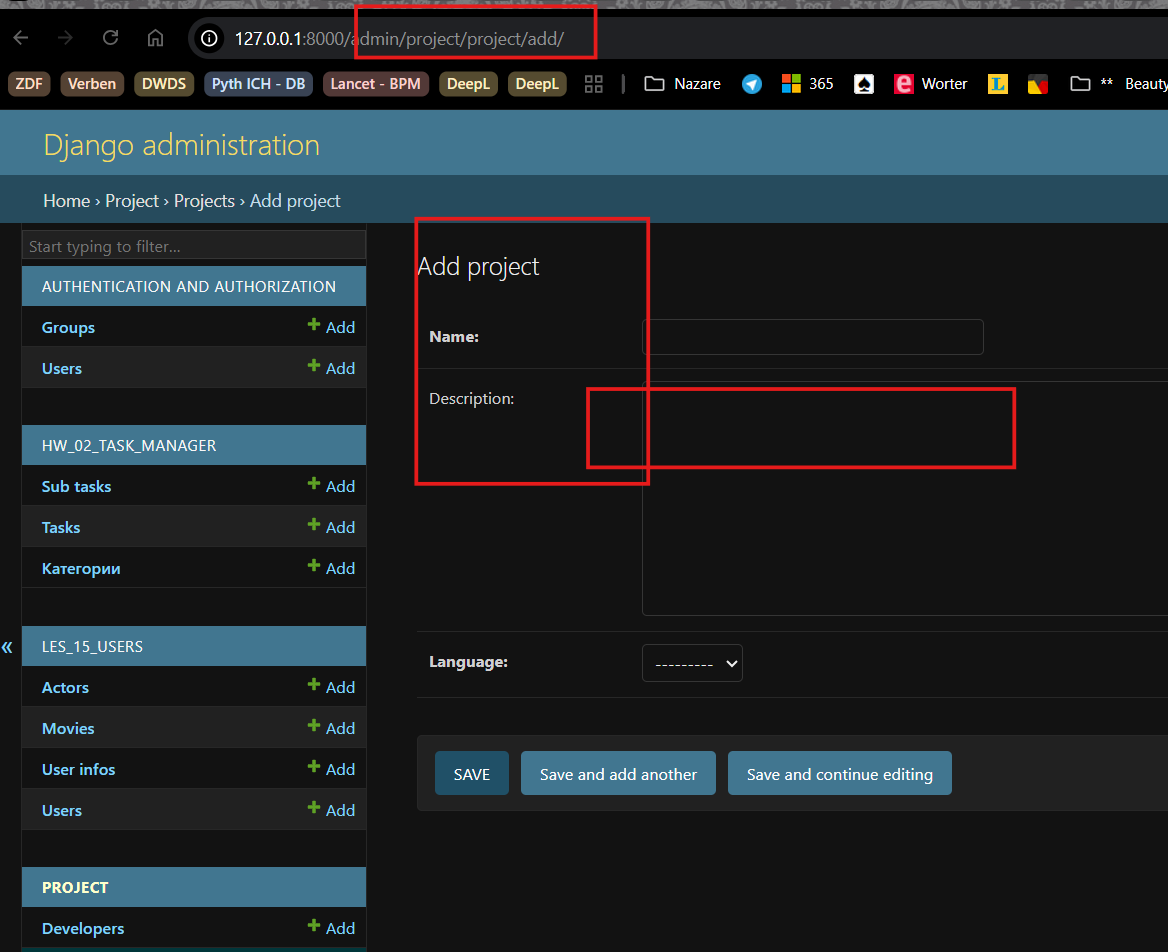 127.0.0.1:8000/admin/project/project/add/
ZDF Verben DWDS Pyth ICH - DB Lancet - BPM DeepL DeepL Nazare 365 Worter L ** Beauty
Django administration
Home › Project › Projects › Add project
Start typing to filter...
AUTHENTICATION AND AUTHORIZATION
Groups + Add
Users + Add
HW_02_TASK_MANAGER
Sub tasks + Add
Tasks + Add
Категории + Add
«
LES_15_USERS
Actors + Add
Movies + Add
User infos + Add
Users + Add
PROJECT
Developers + Add
Add project
Name:
Description:
Language: ---------
SAVE Save and add another Save and continue editing